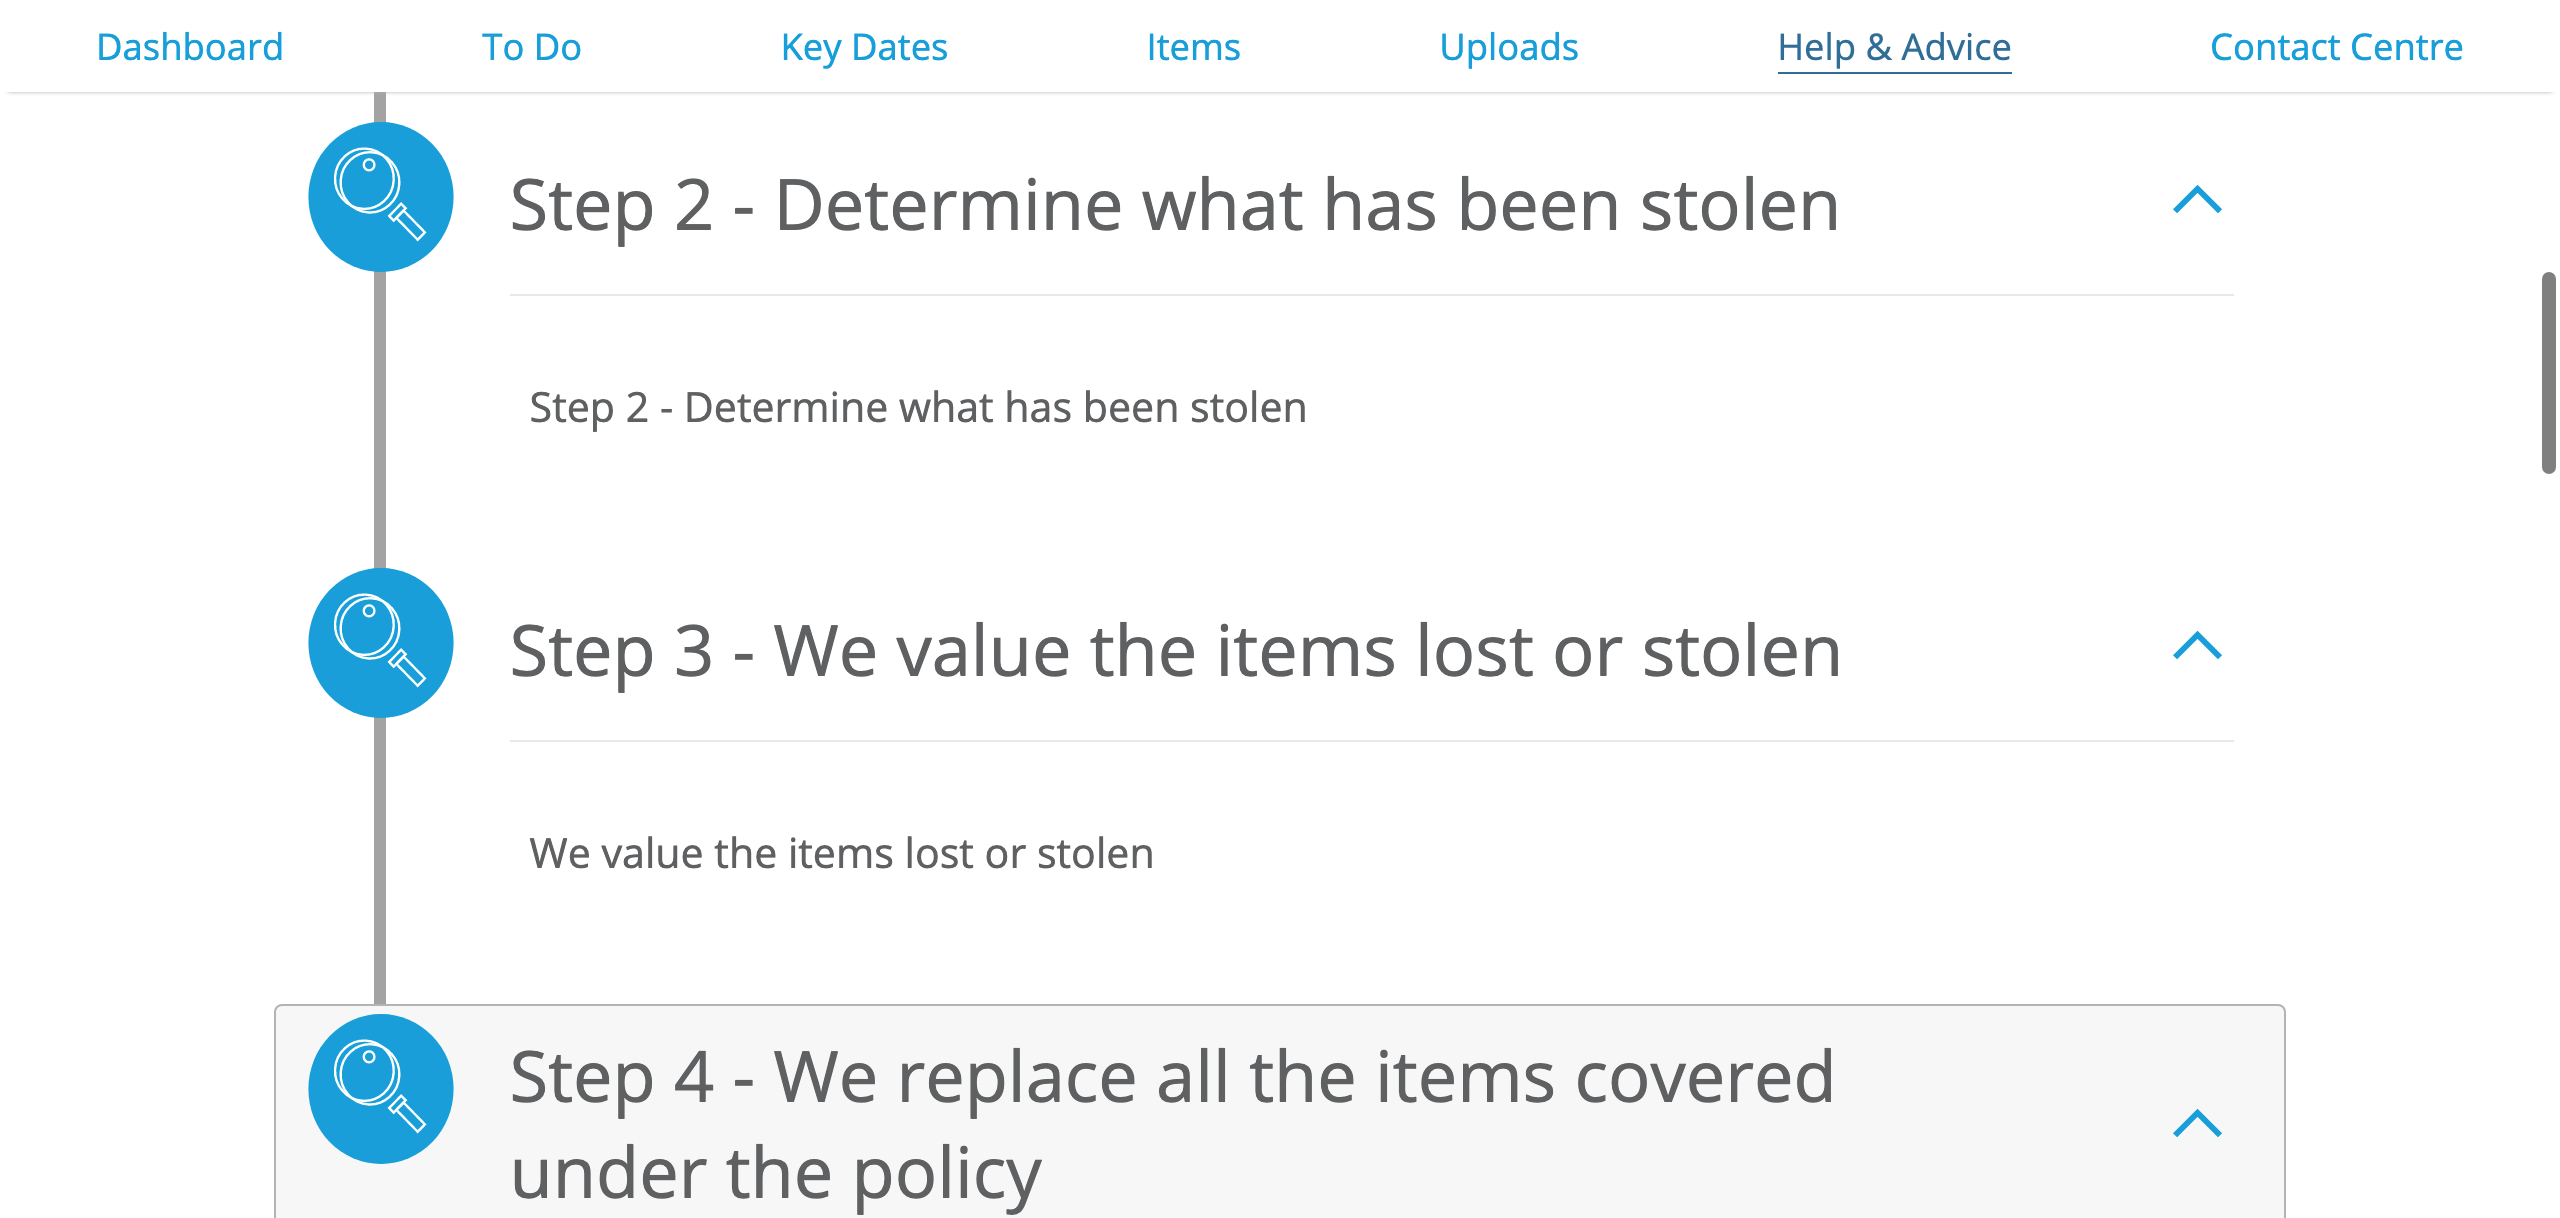 Dashboard To Do Key Dates Items Uploads Help & Advice Contact Centre
Step 2 - Determine what has been stolen
Step 2 - Determine what has been stolen
Step 3 - We value the items lost or stolen
We value the items lost or stolen
Step 4 - We replace all the items covered
under the policy